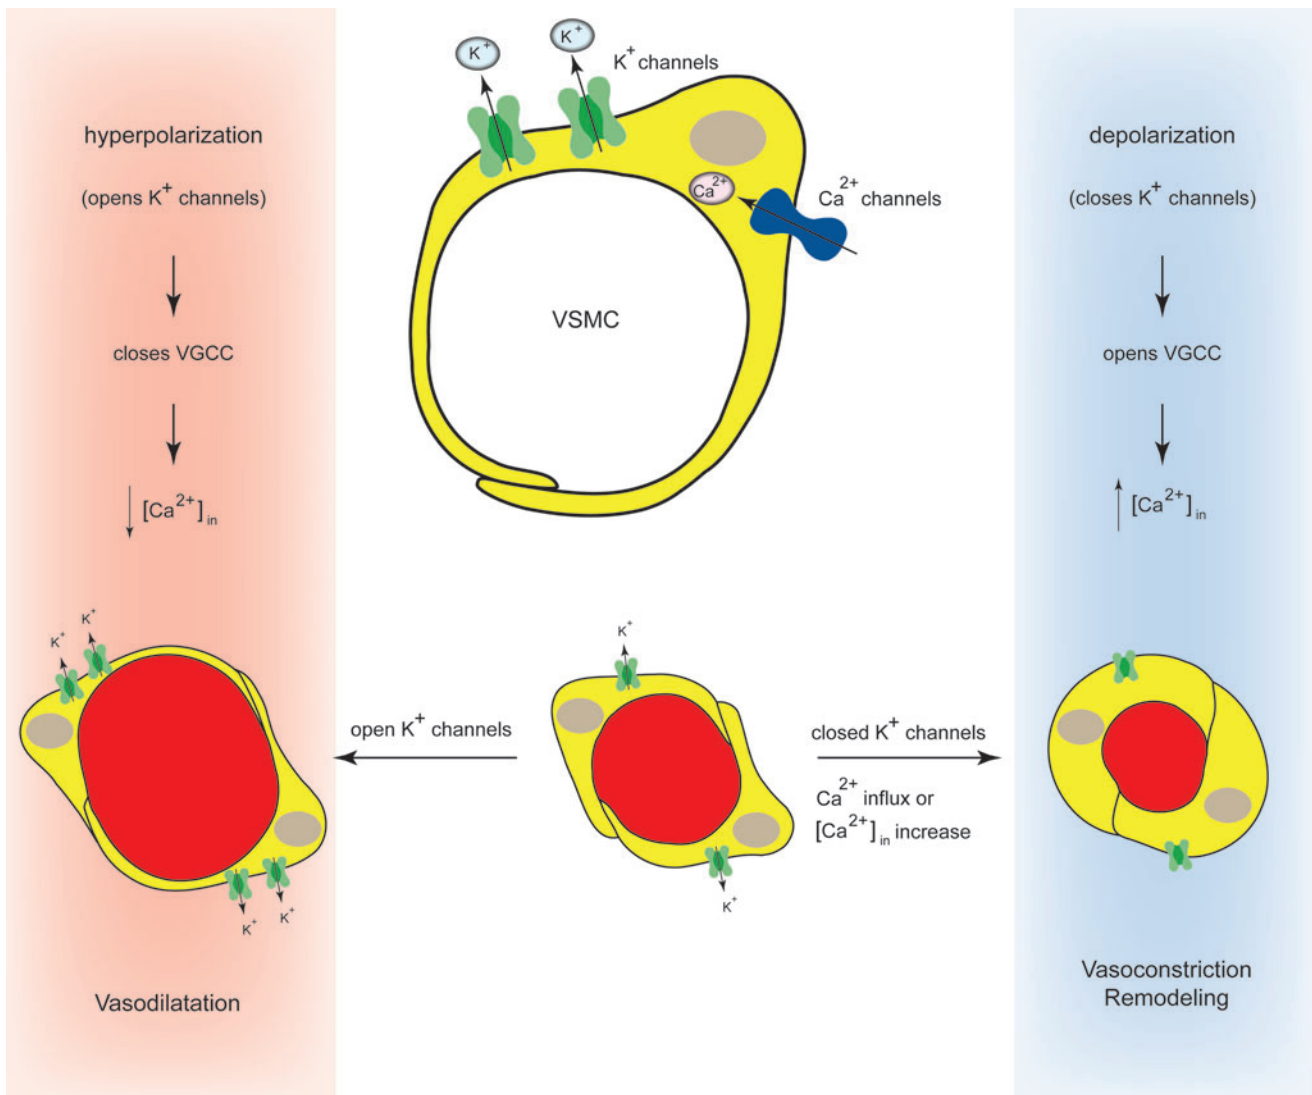 hyperpolarization
(opens K+ channels)
closes VGCC
↓ [Ca2+]in
K+
K+
K+ channels
Ca2+
Ca2+ channels
VSMC
depolarization
(closes K+ channels)
opens VGCC
↑ [Ca2+]in
K+
K+
K+
K+
Vasodilatation
open K+ channels
K+
K+
closed K+ channels
Ca2+ influx or
[Ca2+]in increase
Vasoconstriction
Remodeling